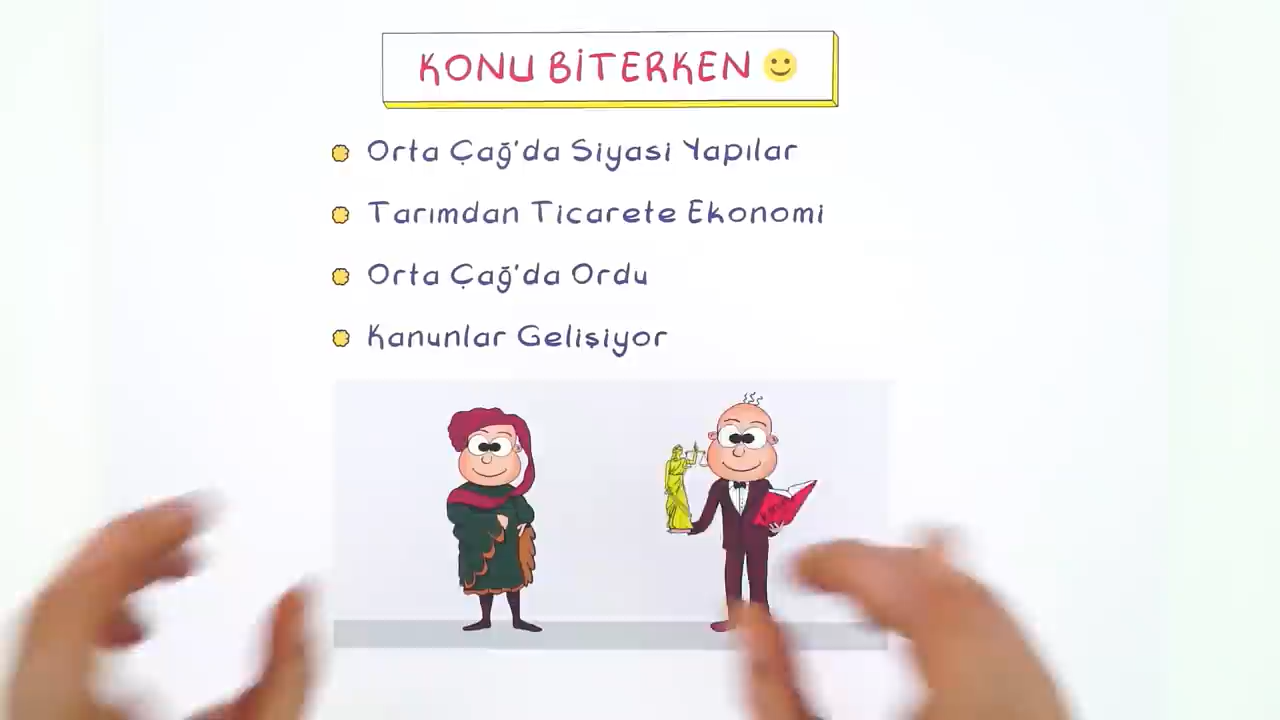 KONU BİTERKEN
Orta Çağ'da Siyasi Yapılar
Tarımdan Ticarete Ekonomi
Orta Çağ'da Ordu
Kanunlar Gelişiyor